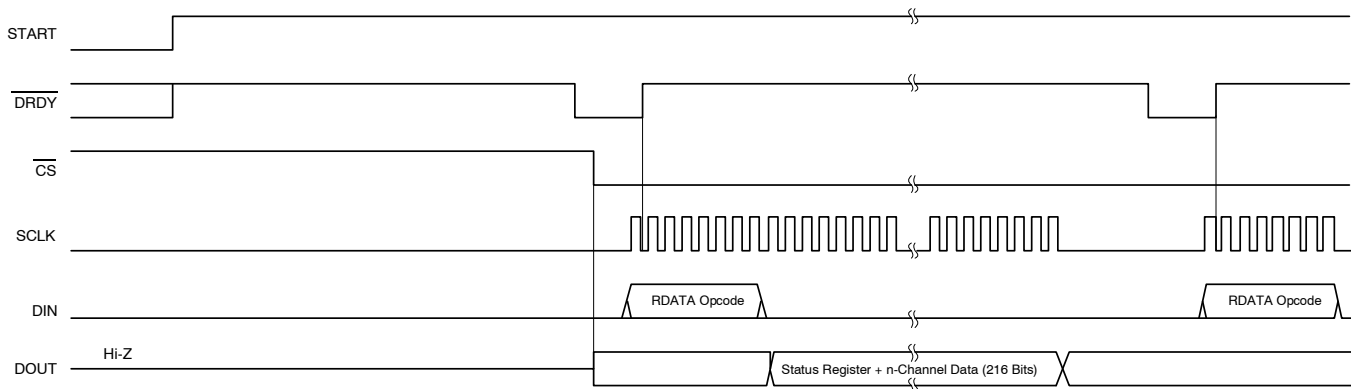 START
DRDY
CS
SCLK
DIN
RDATA Opcode
RDATA Opcode
Hi-Z
DOUT
Status Register + n-Channel Data (216 Bits)